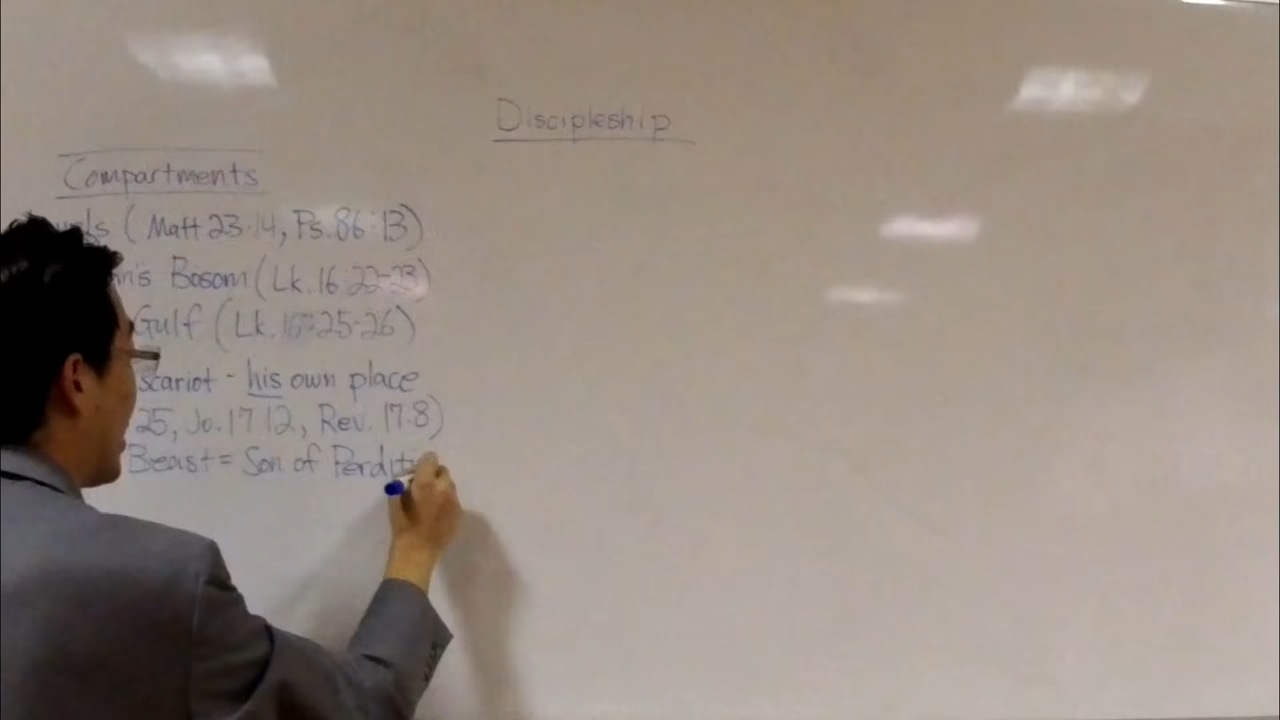 Discipleship
Compartments
(Matt 23:14, Ps. 86:13)
Bosom (Lk. 16:22-23)
Gulf (Lk. 16:25-26)
scariot - his own place
25, Jo. 17:12, Rev. 17:8)
Beast = Son of Perdit